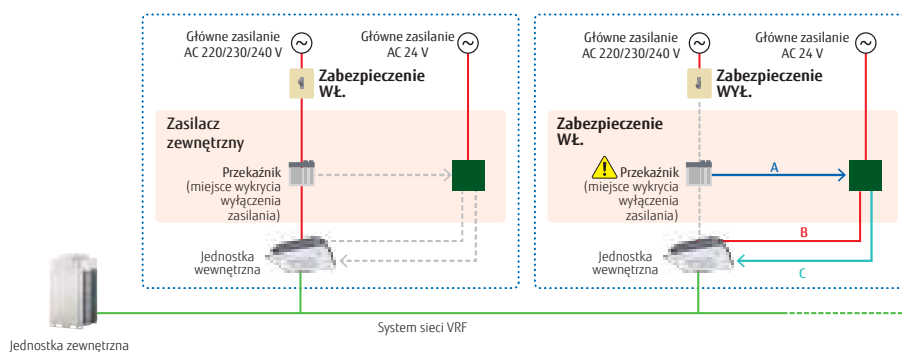 Główne zasilanie
AC 220/230/240 V
Główne zasilanie
AC 24 V
Zabezpieczenie
WŁ.
Zasilacz
zewnętrzny
Przekaźnik
(miejsce wykrycia
wyłączenia
zasilania)
Jednostka
wewnętrzna
Główne zasilanie
AC 220/230/240 V
Główne zasilanie
AC 24 V
Zabezpieczenie
WYŁ.
Zabezpieczenie
WŁ.
Przekaźnik
(miejsce wykrycia
wyłączenia
zasilania)
A
B
C
Jednostka
wewnętrzna
System sieci VRF
Jednostka zewnętrzna